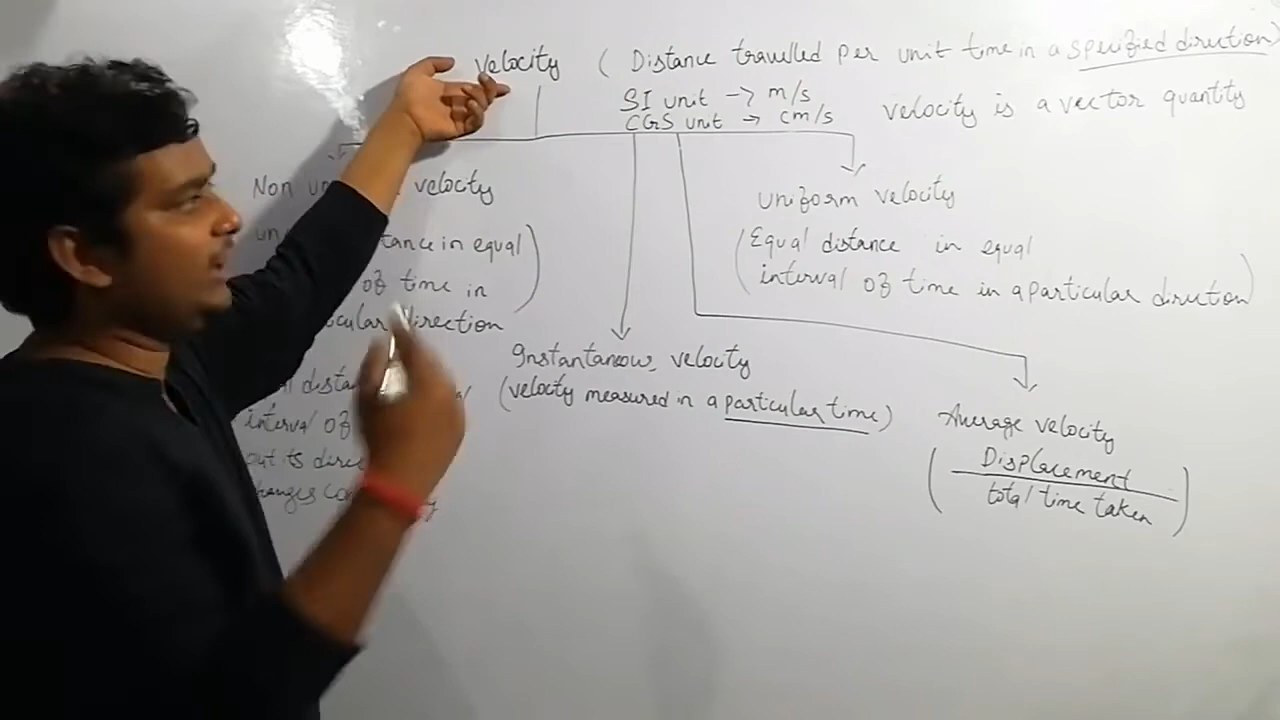 velocity ( Distance travelled per unit time in a specified direction)
SI unit -> m/s
CGS unit -> cm/s
velocity is a vector quantity
Non velocity
in equal
of time in
direction
uniform velocity
(Equal distance in equal
interval of time in a particular direction)
Instantaneous velocity
(velocity measured in a particular time)
Average velocity
(Displacement
total time taken)
interval of